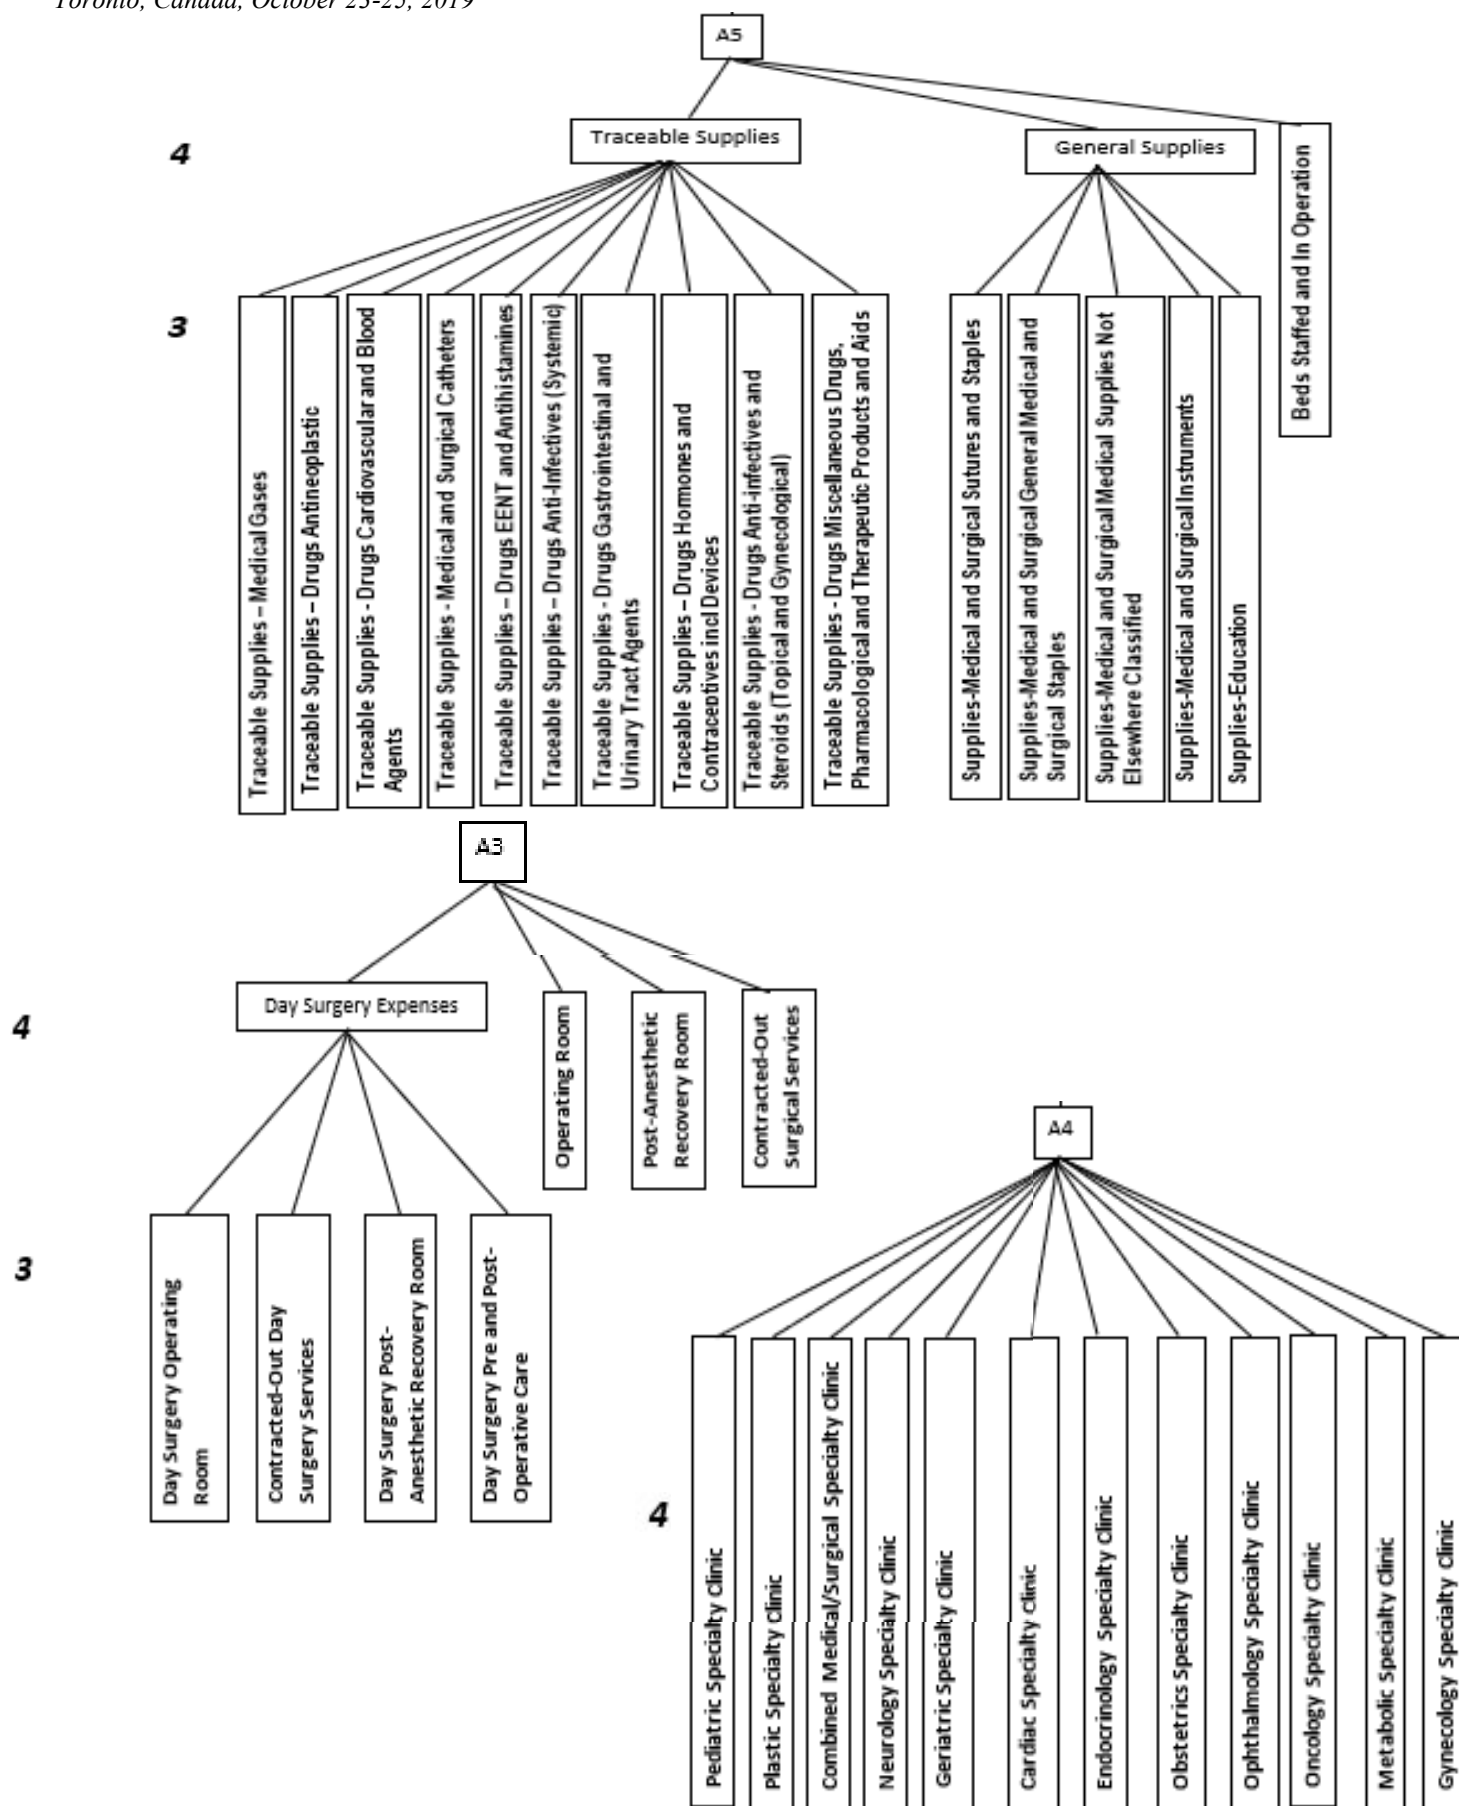 Toronto, Canada, October 23-25, 2019
A5
Traceable Supplies
General Supplies
4
Beds Staffed and In Operation
3
Traceable Supplies – Medical Gases
Traceable Supplies – Drugs Antineoplastic
Traceable Supplies - Drugs Cardiovascular and Blood
Agents
Traceable Supplies - Medical and Surgical Catheters
Traceable Supplies – Drugs EENT and Antihistamines
Traceable Supplies – Drugs Anti-Infectives (Systemic)
Traceable Supplies - Drugs Gastrointestinal and
Urinary Tract Agents
Traceable Supplies – Drugs Hormones and
Contraceptives incl Devices
Traceable Supplies - Drugs Anti-infectives and
Steroids (Topical and Gynecological)
Traceable Supplies - Drugs Miscellaneous Drugs,
Pharmacological and Therapeutic Products and Aids
Supplies-Medical and Surgical Sutures and Staples
Supplies-Medical and Surgical General Medical and
Surgical Staples
Supplies-Medical and Surgical Medical Supplies Not
Elsewhere Classified
Supplies-Medical and Surgical Instruments
Supplies-Education
A3
Day Surgery Expenses
4
Operating Room
Post-Anesthetic
Recovery Room
Contracted-Out
Surgical Services
3
Day Surgery Operating
Room
Contracted-Out Day
Surgery Services
Day Surgery Post-
Anesthetic Recovery Room
Day Surgery Pre and Post-
Operative Care
A4
4
Pediatric Specialty Clinic
Plastic Specialty Clinic
Combined Medical/Surgical Specialty Clinic
Neurology Specialty Clinic
Geriatric Specialty Clinic
Cardiac Specialty Clinic
Endocrinology Specialty Clinic
Obstetrics Specialty Clinic
Ophthalmology Specialty Clinic
Oncology Specialty Clinic
Metabolic Specialty Clinic
Gynecology Specialty Clinic